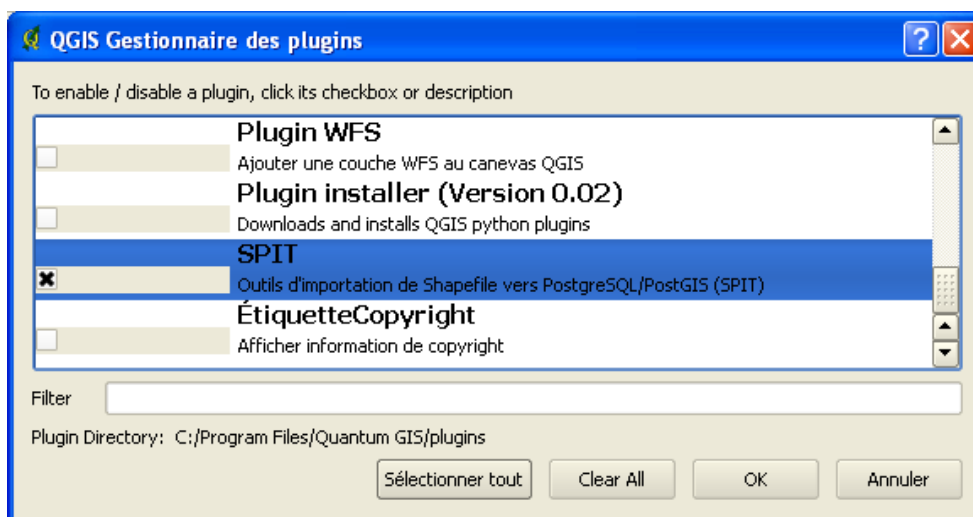 QGIS Gestionnaire des plugins
To enable / disable a plugin, click its checkbox or description
Plugin WFS
Ajouter une couche WFS au canevas QGIS
Plugin installer (Version 0.02)
Downloads and installs QGIS python plugins
SPIT
Outils d'importation de Shapefile vers PostgreSQL/PostGIS (SPIT)
ÉtiquetteCopyright
Afficher information de copyright
Filter
Plugin Directory: C:/Program Files/Quantum GIS/plugins
Sélectionner tout Clear All OK Annuler